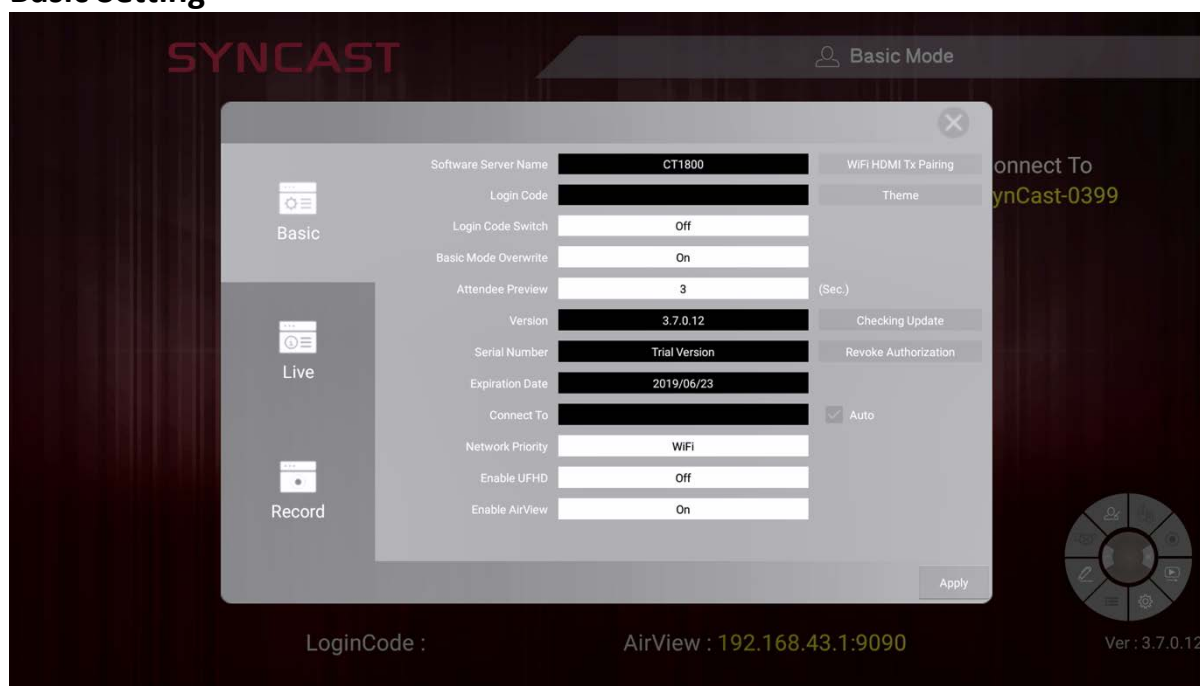 Basic Setting
SYNCAST
Basic Mode
onnect To
ynCast-0399
Basic
Live
Record
Software Server Name CT1800 WiFi HDMI Tx Pairing
Login Code Theme
Login Code Switch Off
Basic Mode Overwrite On
Attendee Preview 3 (Sec.)
Version 3.7.0.12 Checking Update
Serial Number Trial Version Revoke Authorization
Expiration Date 2019/06/23
Connect To Auto
Network Priority WiFi
Enable UFHD Off
Enable AirView On
Apply
LoginCode : AirView : 192.168.43.1:9090 Ver : 3.7.0.12